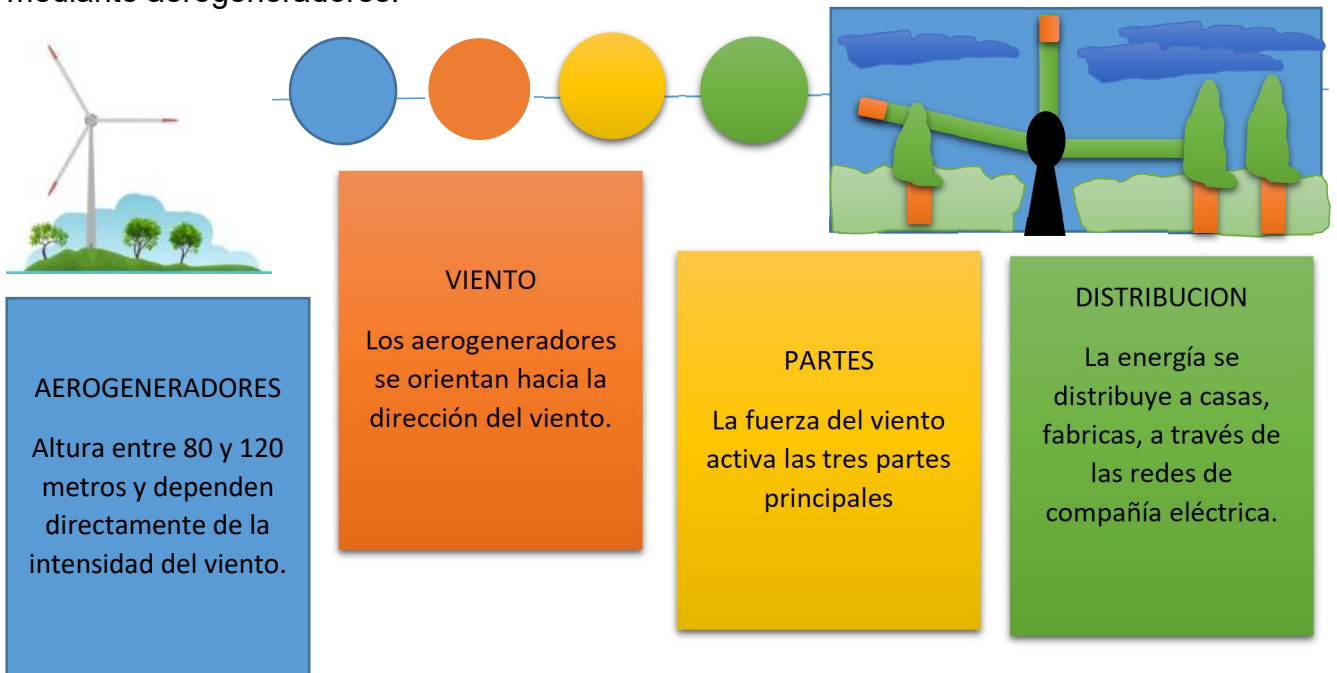 mediante aerogeneradores.
AEROGENERADORES
Altura entre 80 y 120
metros y dependen
directamente de la
intensidad del viento.
VIENTO
Los aerogeneradores
se orientan hacia la
dirección del viento.
PARTES
La fuerza del viento
activa las tres partes
principales
DISTRIBUCION
La energía se
distribuye a casas,
fabricas, a través de
las redes de
compañía eléctrica.